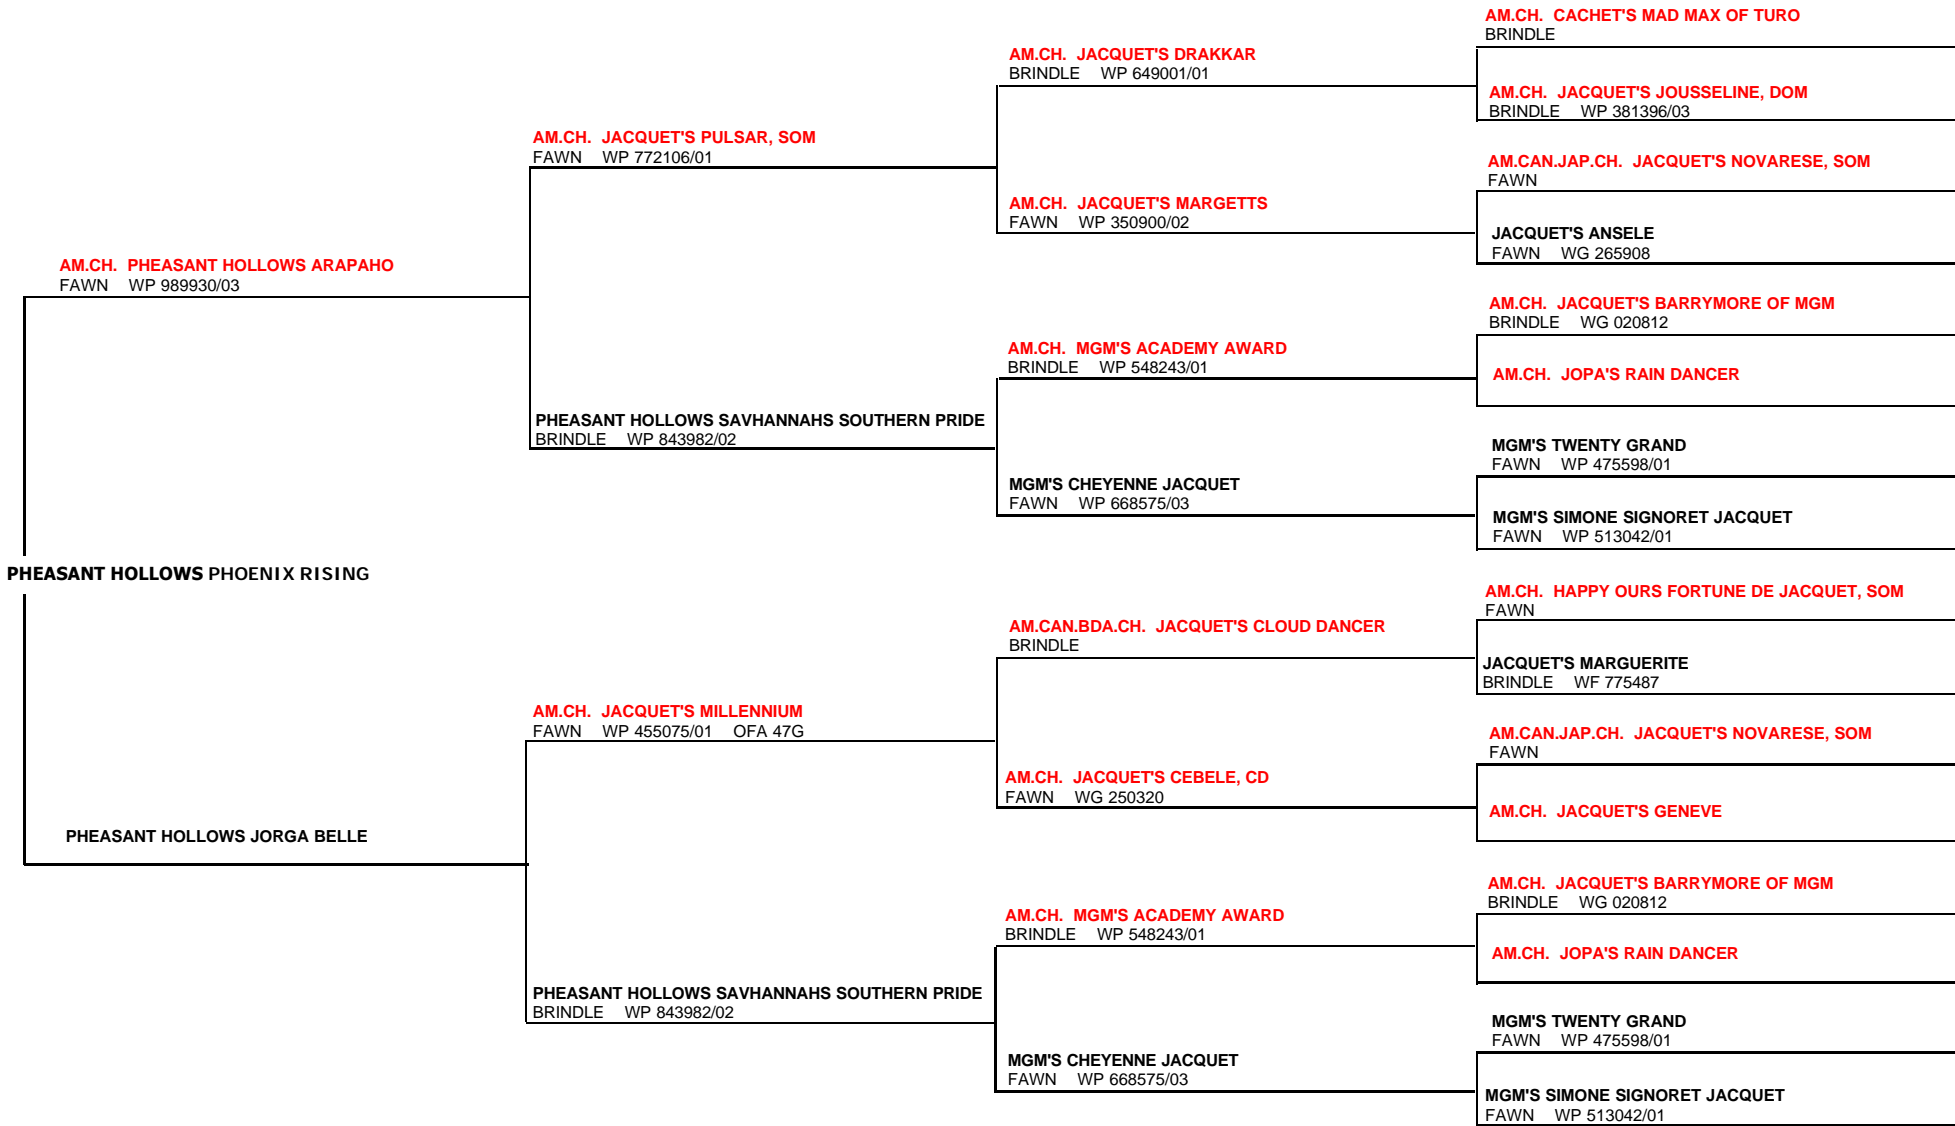 AM.CH. CACHET'S MAD MAX OF TURO
BRINDLE
AM.CH. JACQUET'S DRAKKAR
BRINDLE WP 649001/01
AM.CH. JACQUET'S JOUSSELINE, DOM
BRINDLE WP 381396/03
AM.CH. JACQUET'S PULSAR, SOM
FAWN WP 772106/01
AM.CAN.JAP.CH. JACQUET'S NOVARESE, SOM
FAWN
AM.CH. JACQUET'S MARGETTS
FAWN WP 350900/02
JACQUET'S ANSELE
FAWN WG 265908
AM.CH. PHEASANT HOLLOWS ARAPAHO
FAWN WP 989930/03
AM.CH. JACQUET'S BARRYMORE OF MGM
BRINDLE WG 020812
AM.CH. MGM'S ACADEMY AWARD
BRINDLE WP 548243/01
AM.CH. JOPA'S RAIN DANCER
PHEASANT HOLLOWS SAVHANNAHS SOUTHERN PRIDE
BRINDLE WP 843982/02
MGM'S TWENTY GRAND
FAWN WP 475598/01
MGM'S CHEYENNE JACQUET
FAWN WP 668575/03
MGM'S SIMONE SIGNORET JACQUET
FAWN WP 513042/01
PHEASANT HOLLOWS PHOENIX RISING
AM.CH. HAPPY OURS FORTUNE DE JACQUET, SOM
FAWN
AM.CAN.BDA.CH. JACQUET'S CLOUD DANCER
BRINDLE
JACQUET'S MARGUERITE
BRINDLE WF 775487
AM.CH. JACQUET'S MILLENNIUM
FAWN WP 455075/01 OFA 47G
AM.CAN.JAP.CH. JACQUET'S NOVARESE, SOM
FAWN
AM.CH. JACQUET'S CEBELE, CD
FAWN WG 250320
AM.CH. JACQUET'S GENEVE
PHEASANT HOLLOWS JORGA BELLE
AM.CH. JACQUET'S BARRYMORE OF MGM
BRINDLE WG 020812
AM.CH. MGM'S ACADEMY AWARD
BRINDLE WP 548243/01
AM.CH. JOPA'S RAIN DANCER
PHEASANT HOLLOWS SAVHANNAHS SOUTHERN PRIDE
BRINDLE WP 843982/02
MGM'S TWENTY GRAND
FAWN WP 475598/01
MGM'S CHEYENNE JACQUET
FAWN WP 668575/03
MGM'S SIMONE SIGNORET JACQUET
FAWN WP 513042/01